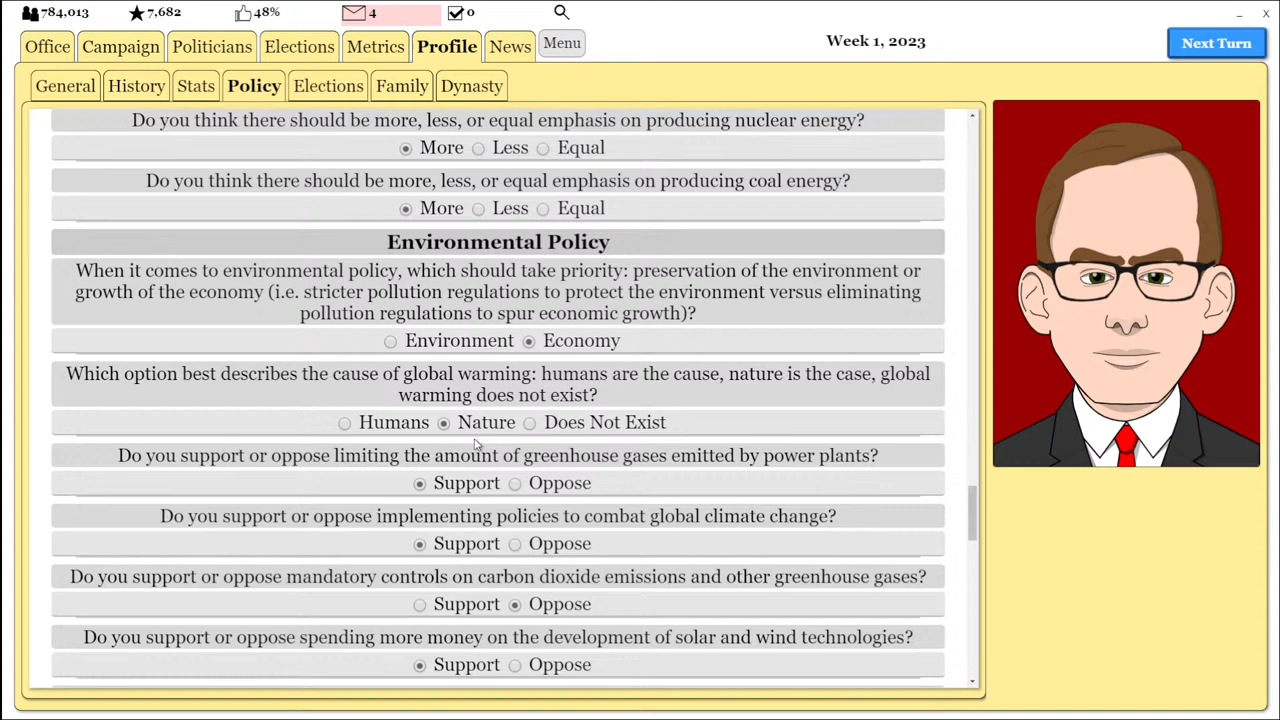 784,013 7,682 48% 4 0
Office Campaign Politicians Elections Metrics Profile News Menu Week 1, 2023 Next Turn
General History Stats Policy Elections Family Dynasty
Do you think there should be more, less, or equal emphasis on producing nuclear energy?
More Less Equal
Do you think there should be more, less, or equal emphasis on producing coal energy?
More Less Equal
Environmental Policy
When it comes to environmental policy, which should take priority: preservation of the environment or
growth of the economy (i.e. stricter pollution regulations to protect the environment versus eliminating
pollution regulations to spur economic growth)?
Environment Economy
Which option best describes the cause of global warming: humans are the cause, nature is the case, global
warming does not exist?
Humans Nature Does Not Exist
Do you support or oppose limiting the amount of greenhouse gases emitted by power plants?
Support Oppose
Do you support or oppose implementing policies to combat global climate change?
Support Oppose
Do you support or oppose mandatory controls on carbon dioxide emissions and other greenhouse gases?
Support Oppose
Do you support or oppose spending more money on the development of solar and wind technologies?
Support Oppose